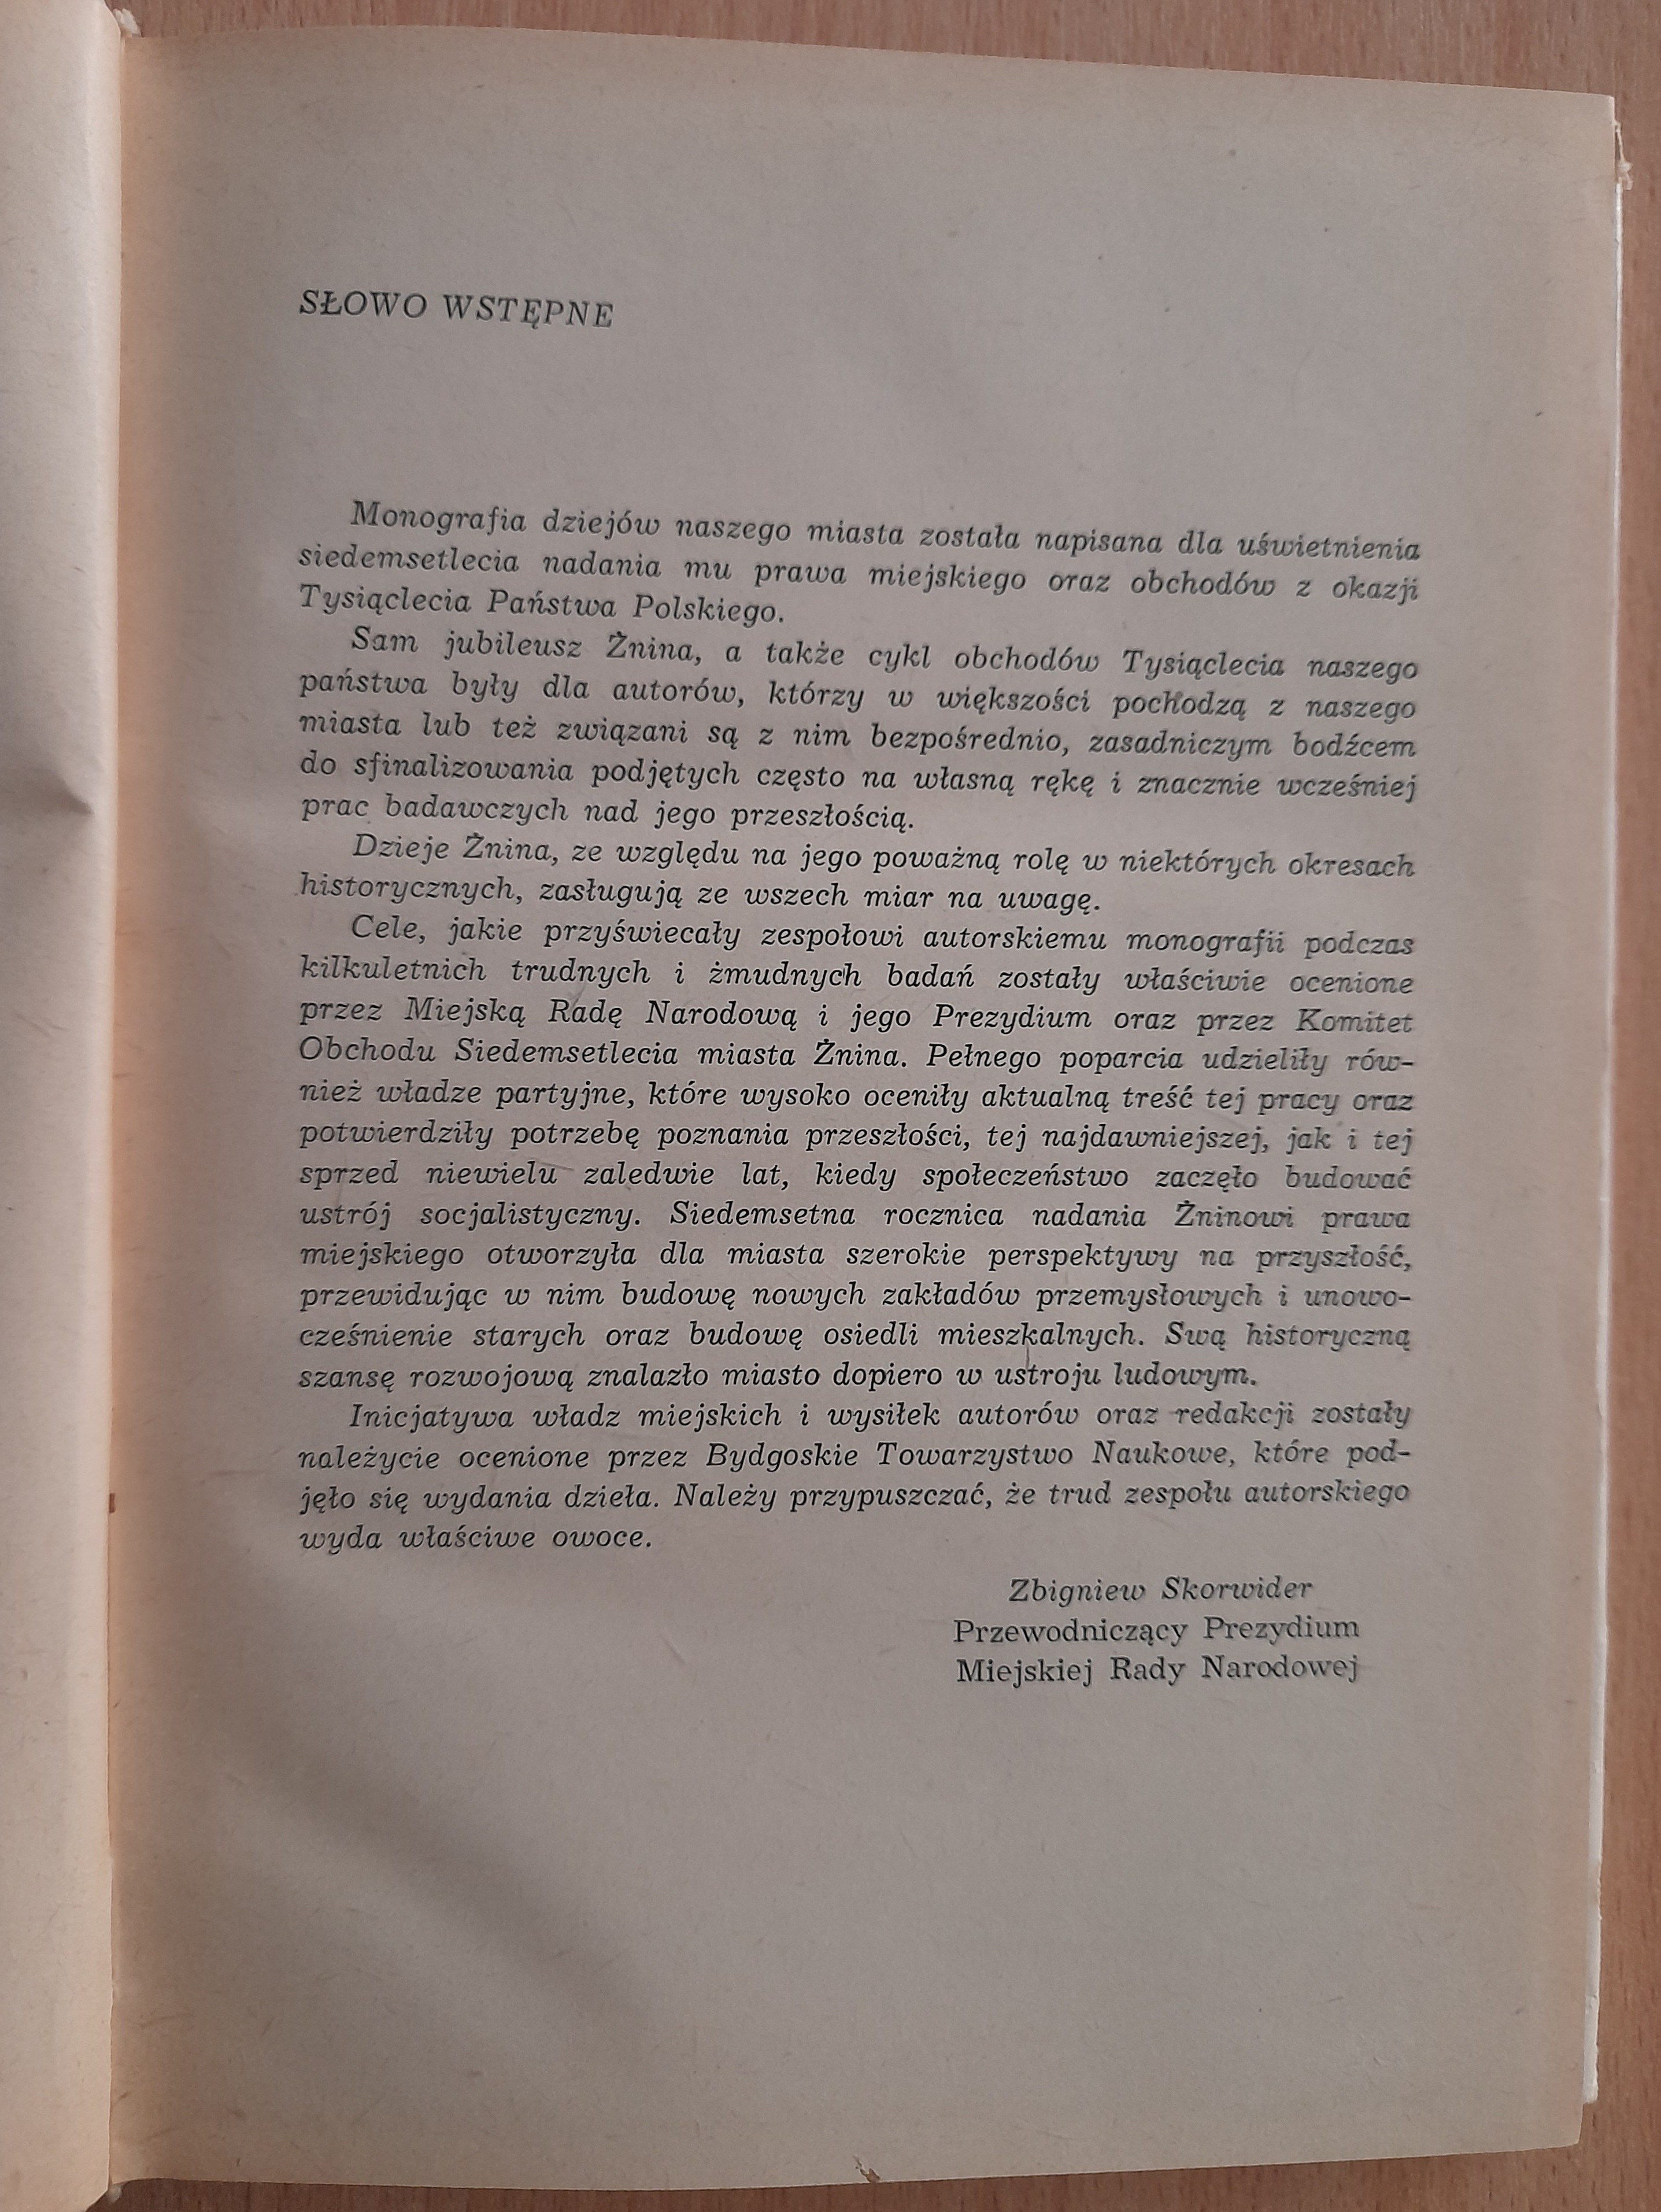 SŁOWO WSTĘPNE
Monografia dziejów naszego miasta została napisana dla uświetnienia
siedemsetlecia nadania mu prawa miejskiego oraz obchodów z okazji
Tysiąclecia Państwa Polskiego.
Sam jubileusz Żnina, a także cykl obchodów Tysiąclecia naszego
państwa były dla autorów, którzy w większości pochodzą z naszego
miasta lub też związani są z nim bezpośrednio, zasadniczym bodźcem
do sfinalizowania podjętych często na własną rękę i znacznie wcześniej
prac badawczych nad jego przeszłością.
Dzieje Żnina, ze względu na jego poważną rolę w niektórych okresach
historycznych, zasługują ze wszech miar na uwagę.
Cele, jakie przyświecały zespołowi autorskiemu monografii podczas
kilkuletnich trudnych i żmudnych badań zostały właściwie ocenione
przez Miejską Radę Narodową i jego Prezydium oraz przez Komitet
Obchodu Siedemsetlecia miasta Żnina. Pełnego poparcia udzieliły rów-
nież władze partyjne, które wysoko oceniły aktualną treść tej pracy oraz
potwierdziły potrzebę poznania przeszłości, tej najdawniejszej, jak i tej
sprzed niewielu zaledwie lat, kiedy społeczeństwo zaczęło budować
ustrój socjalistyczny. Siedemsetna rocznica nadania Żninowi prawa
miejskiego otworzyła dla miasta szerokie perspektywy na przyszłość,
przewidując w nim budowę nowych zakładów przemysłowych i unowo-
cześnienie starych oraz budowę osiedli mieszkalnych. Swą historyczną
szansę rozwojową znalazło miasto dopiero w ustroju ludowym.
Inicjatywa władz miejskich i wysiłek autorów oraz redakcji zostały
należycie ocenione przez Bydgoskie Towarzystwo Naukowe, które pod-
jęło się wydania dzieła. Należy przypuszczać, że trud zespołu autorskiego
wyda właściwe owoce.
Zbigniew Skorwider
Przewodniczący Prezydium
Miejskiej Rady Narodowej